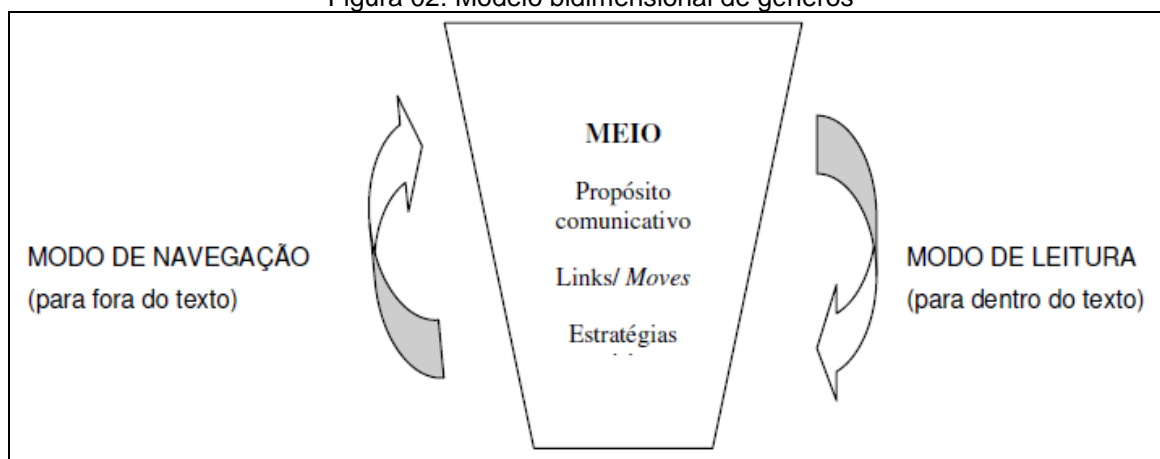 Figura 02: Modelo bidimensional de gêneros
MEIO
Propósito
comunicativo
Links/ Moves
Estratégias
MODO DE NAVEGAÇÃO
(para fora do texto)
MODO DE LEITURA
(para dentro do texto)